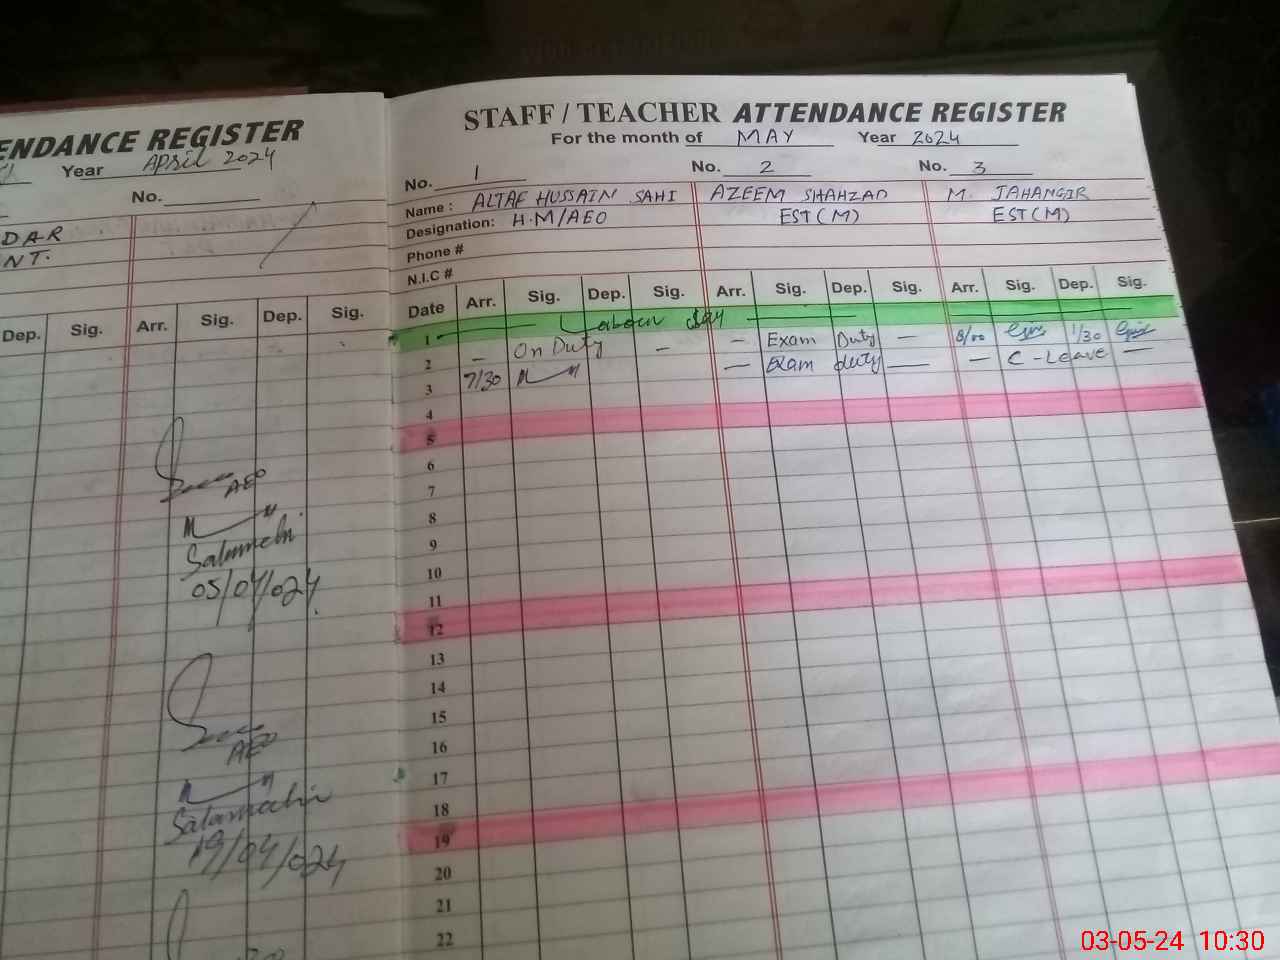 ENDANCE REGISTER
Year April 2024
No.
DAR
NT.
Dep. Sig. Arr. Sig. Dep. Sig.
AEO
Salamchi
05/04/024
AEO
Salamchi
19/04/024
STAFF / TEACHER ATTENDANCE REGISTER
For the month of MAY Year 2024
No. 1 No. 2 No. 3
Name : ALTAF HUSSAIN SAHI AZEEM SHAHZAD M. JAHANGIR
Designation: H.M/AEO EST(M) EST(M)
Phone #
N.I.C #
Date Arr. Sig. Dep. Sig. Arr. Sig. Dep. Sig. Arr. Sig. Dep. Sig.
1 Labour day
2 - On Duty - - Exam Duty - 8/00 1/30
3 7/30 - Exam duty - - C-Leave -
4
5
6
7
8
9
10
11
12
13
14
15
16
17
18
19
20
21
22
03-05-24 10:30